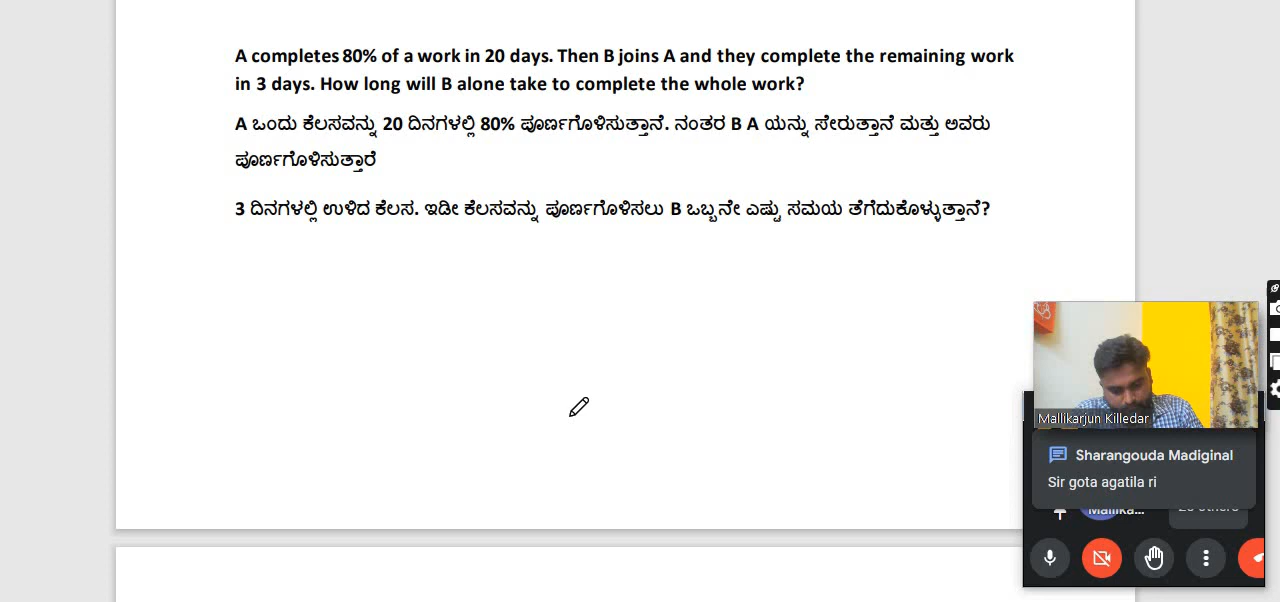 A completes 80% of a work in 20 days. Then B joins A and they complete the remaining work
in 3 days. How long will B alone take to complete the whole work?
A ಒಂದು ಕೆಲಸವನ್ನು 20 ದಿನಗಳಲ್ಲಿ 80% ಪೂರ್ಣಗೊಳಿಸುತ್ತಾನೆ. ನಂತರ B A ಯನ್ನು ಸೇರುತ್ತಾನೆ ಮತ್ತು ಅವರು
ಪೂರ್ಣಗೊಳಿಸುತ್ತಾರೆ
3 ದಿನಗಳಲ್ಲಿ ಉಳಿದ ಕೆಲಸ. ಇಡೀ ಕೆಲಸವನ್ನು ಪೂರ್ಣಗೊಳಿಸಲು B ಒಬ್ಬನೇ ಎಷ್ಟು ಸಮಯ ತೆಗೆದುಕೊಳ್ಳುತ್ತಾನೆ?
Mallikarjun Killedar
Sharangouda Madiginal
Sir gota agatila ri